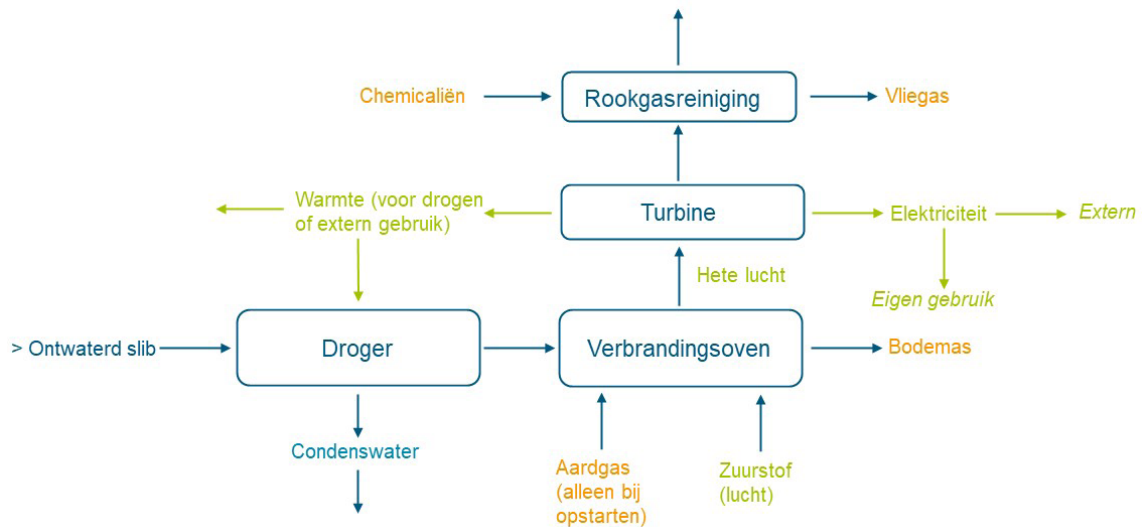 Chemicaliën
Rookgasreiniging
Vliegas
Warmte (voor drogen
of extern gebruik)
Turbine
Elektriciteit
Extern
Hete lucht
Eigen gebruik
> Ontwaterd slib
Droger
Verbrandingsoven
Bodemas
Condenswater
Aardgas
(alleen bij
opstarten)
Zuurstof
(lucht)